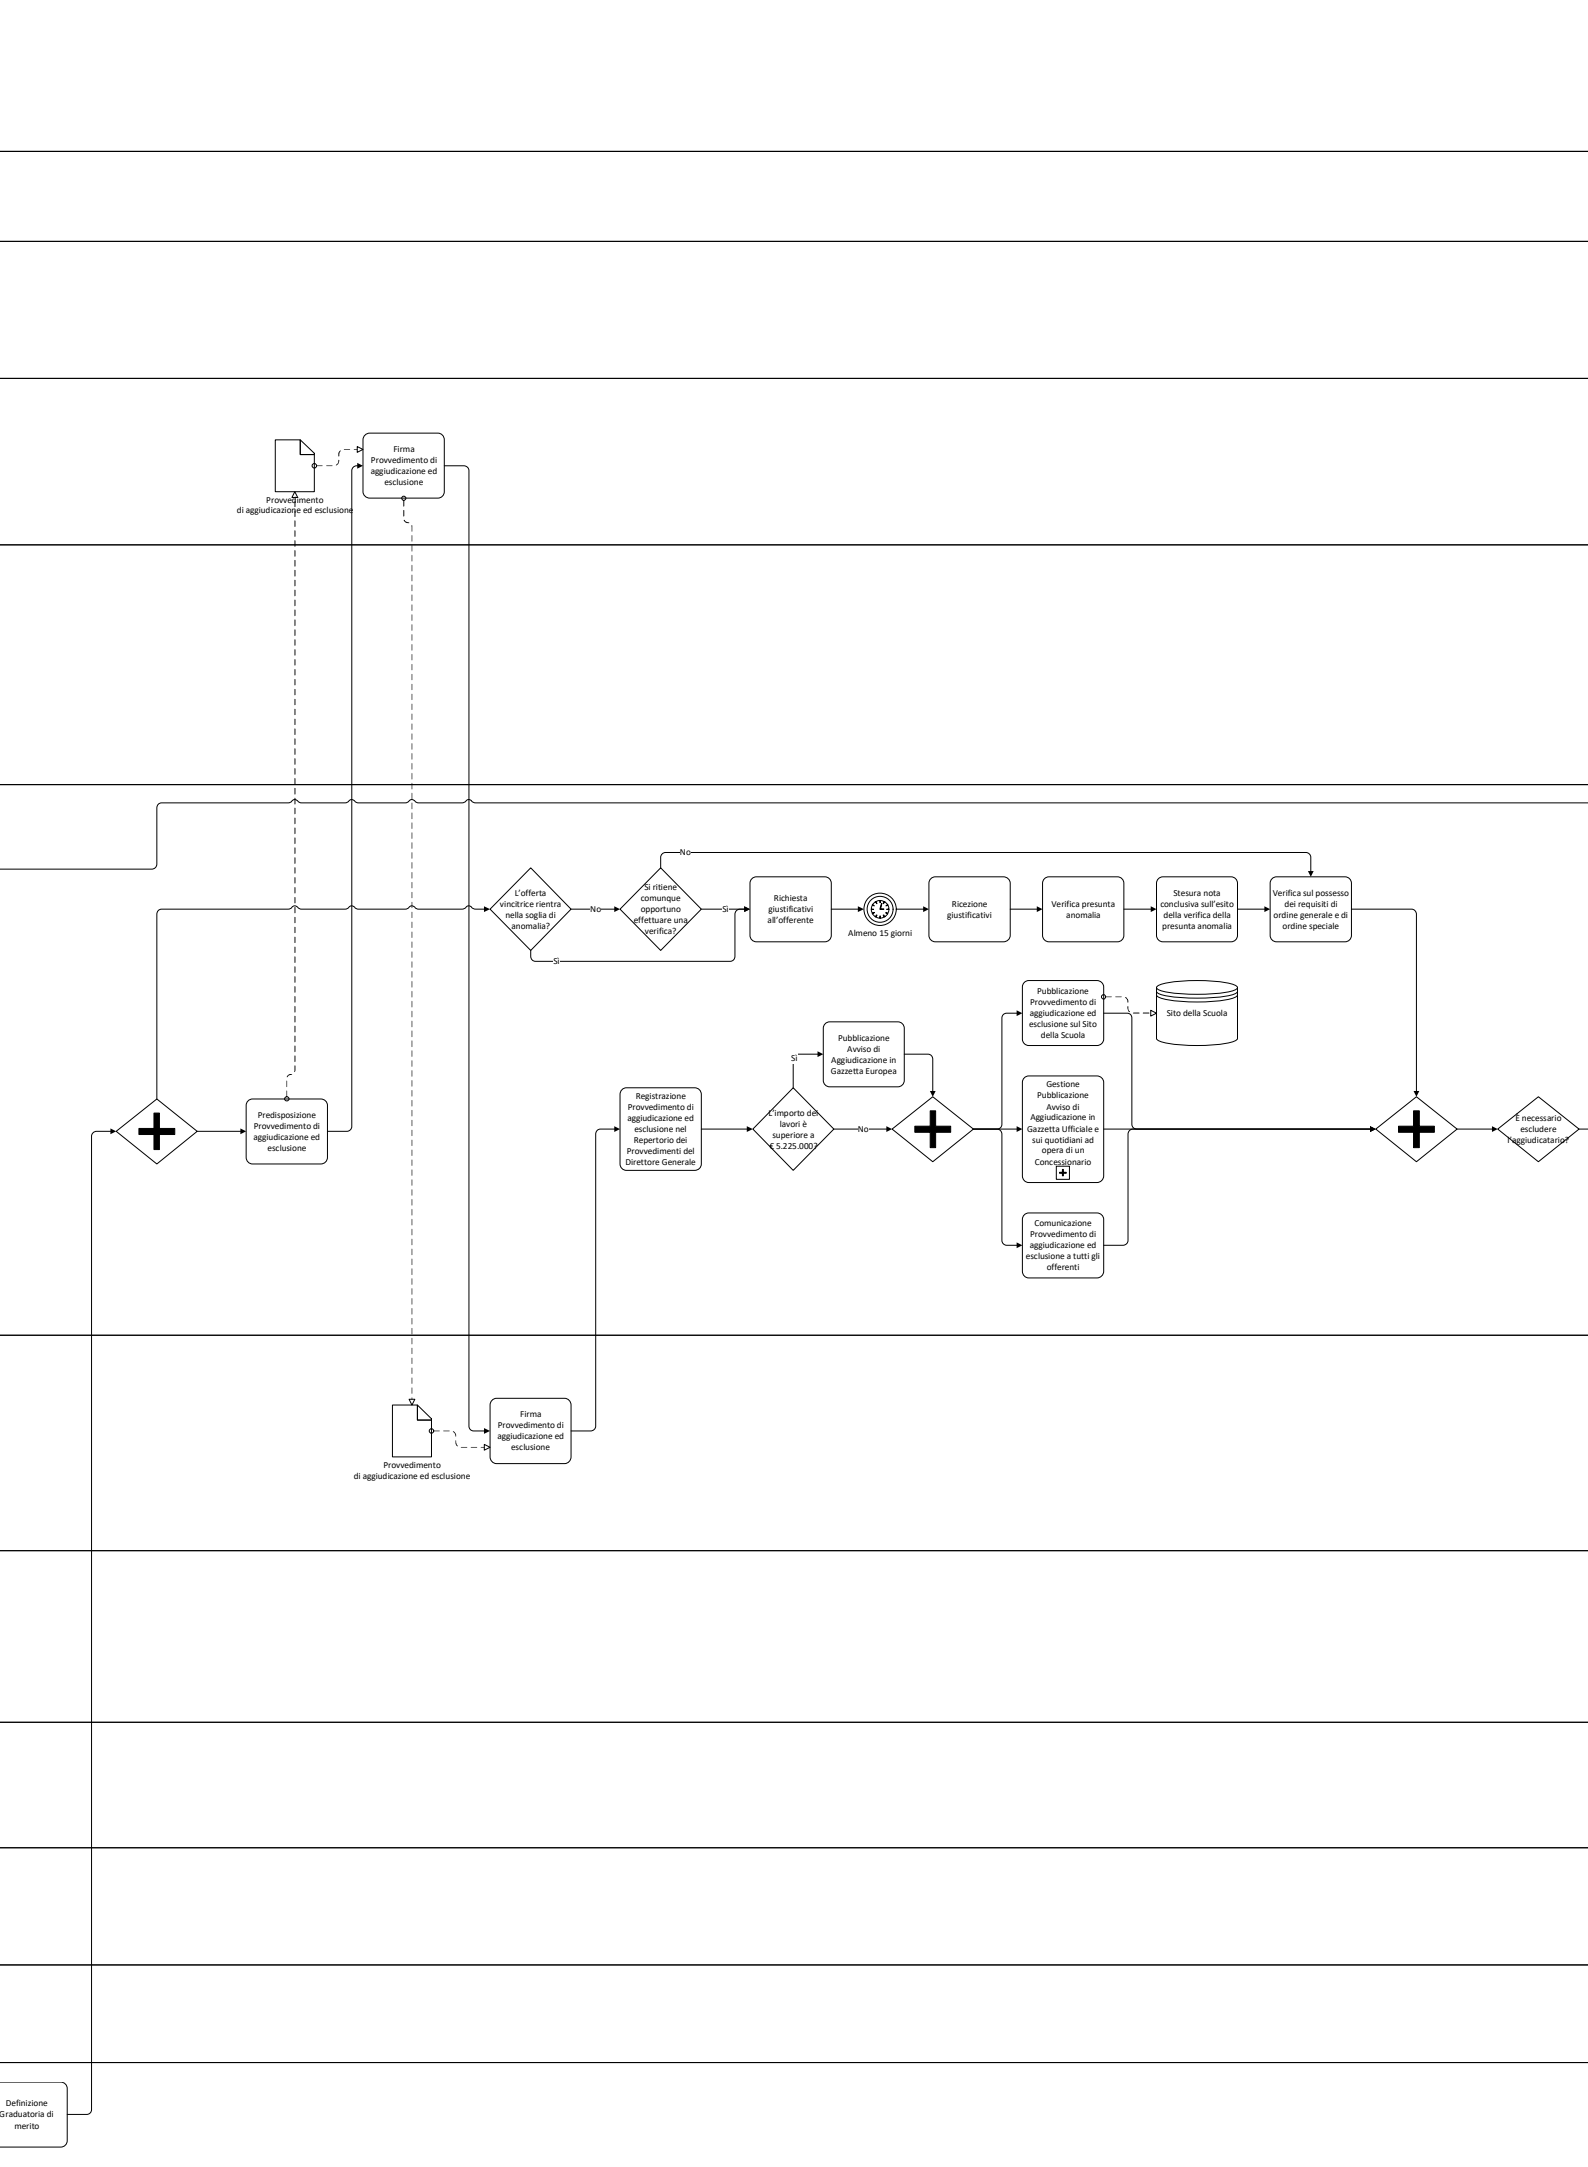 Firma
Provvedimento di
aggiudicazione ed
esclusione
Provvedimento
di aggiudicazione ed esclusione
No
L'offerta
vincitrice rientra
nella soglia di
anomalia?
No
Si ritiene
comunque
opportuno
effettuare una
verifica?
Sì
Sì
Richiesta
giustificativi
all'offerente
Almeno 15 giorni
Ricezione
giustificativi
Verifica presunta
anomalia
Stesura nota
conclusiva sull'esito
della verifica della
presunta anomalia
Verifica sul possesso
dei requisiti di
ordine generale e di
ordine speciale
Pubblicazione
Provvedimento di
aggiudicazione ed
esclusione sul Sito
della Scuola
Sito della Scuola
Pubblicazione
Avviso di
Aggiudicazione in
Gazzetta Europea
Sì
Predisposizione
Provvedimento di
aggiudicazione ed
esclusione
Registrazione
Provvedimento di
aggiudicazione ed
esclusione nel
Repertorio dei
Provvedimenti del
Direttore Generale
L'importo dei
lavori è
superiore a
€ 5.225.000?
No
Gestione
Pubblicazione
Avviso di
Aggiudicazione in
Gazzetta Ufficiale e
sui quotidiani ad
opera di un
Concessionario
È necessario
escludere
l'aggiudicatario?
Comunicazione
Provvedimento di
aggiudicazione ed
esclusione a tutti gli
offerenti
Firma
Provvedimento di
aggiudicazione ed
esclusione
Provvedimento
di aggiudicazione ed esclusione
Definizione
Graduatoria di
merito